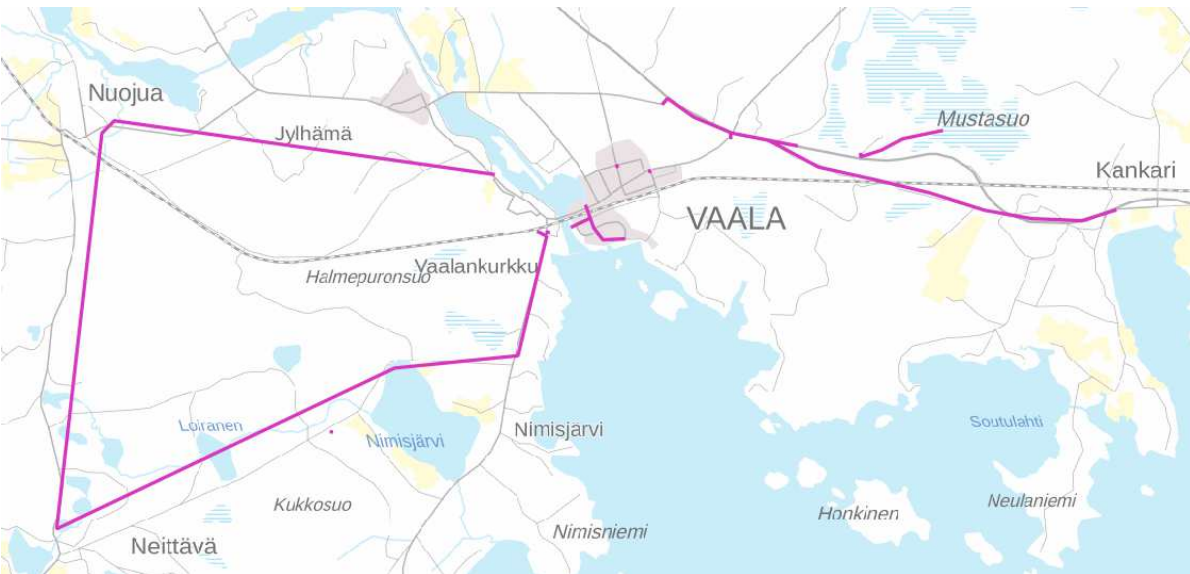 Nuojua
Jylhämä
Mustasuo
Kankari
VAALA
Vaalankurkku
Halmepuronsuo
Loiranen
Nimisjärvi
Nimisjärvi
Soutulahti
Kukkosuo
Neulaniemi
Honkinen
Nimisniemi
Neittävä